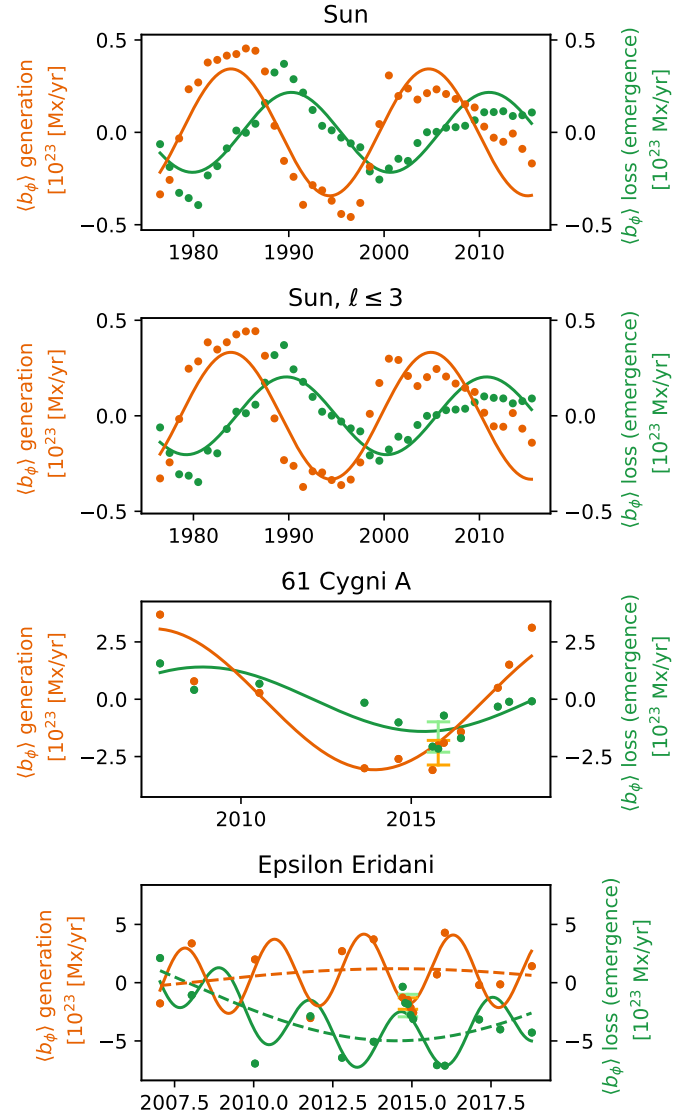 Sun
⟨b_ϕ⟩ generation
[10^23 [Mx/yr]
0.5
0.0
−0.5
0.5
0.0
−0.5
⟨b_ϕ⟩ loss (emergence)
[10^23 Mx/yr]
1980 1990 2000 2010
Sun, ℓ ≤ 3
⟨b_ϕ⟩ generation
[10^23 [Mx/yr]
0.5
0.0
−0.5
0.5
0.0
−0.5
⟨b_ϕ⟩ loss (emergence)
[10^23 Mx/yr]
1980 1990 2000 2010
61 Cygni A
⟨b_ϕ⟩ generation
[10^23 [Mx/yr]
2.5
0.0
−2.5
2.5
0.0
−2.5
⟨b_ϕ⟩ loss (emergence)
[10^23 Mx/yr]
2010 2015
Epsilon Eridani
⟨b_ϕ⟩ generation
[10^23 [Mx/yr]
5
0
−5
5
0
−5
⟨b_ϕ⟩ loss (emergence)
[10^23 Mx/yr]
2007.5 2010.0 2012.5 2015.0 2017.5